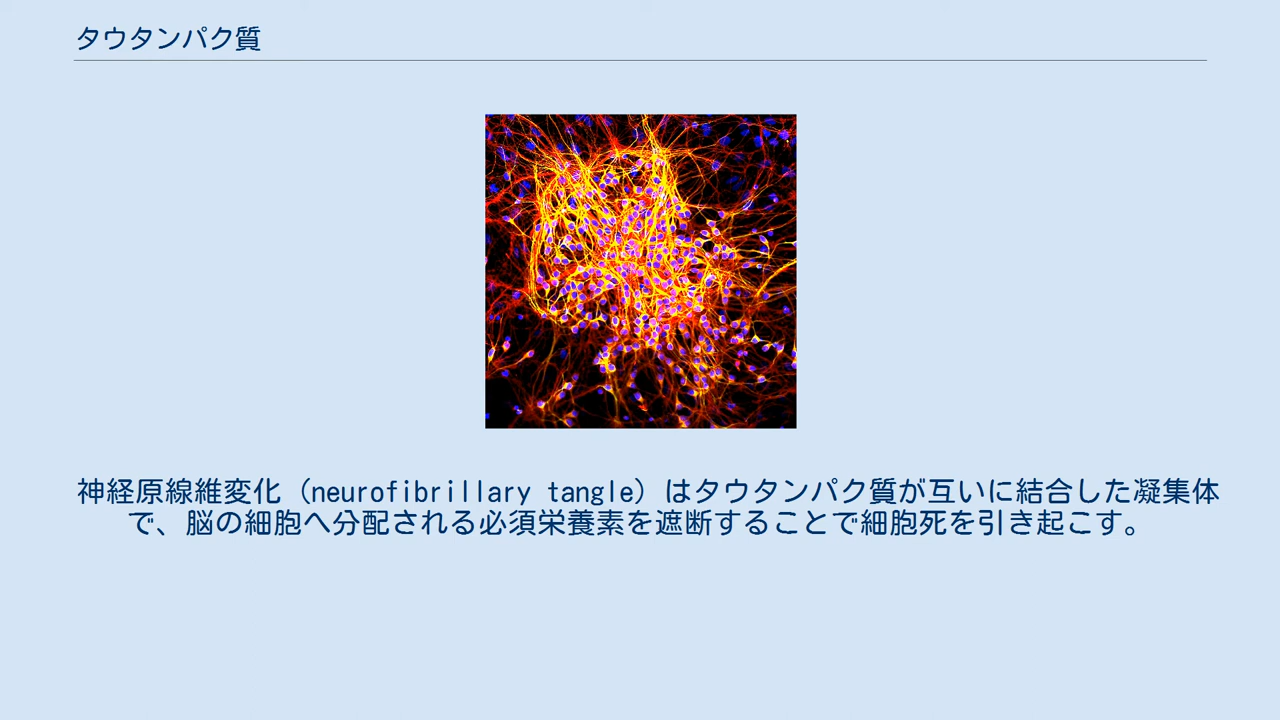 タウタンパク質
神経原線維変化（neurofibrillary tangle）はタウタンパク質が互いに結合した凝集体
で、脳の細胞へ分配される必須栄養素を遮断することで細胞死を引き起こす。